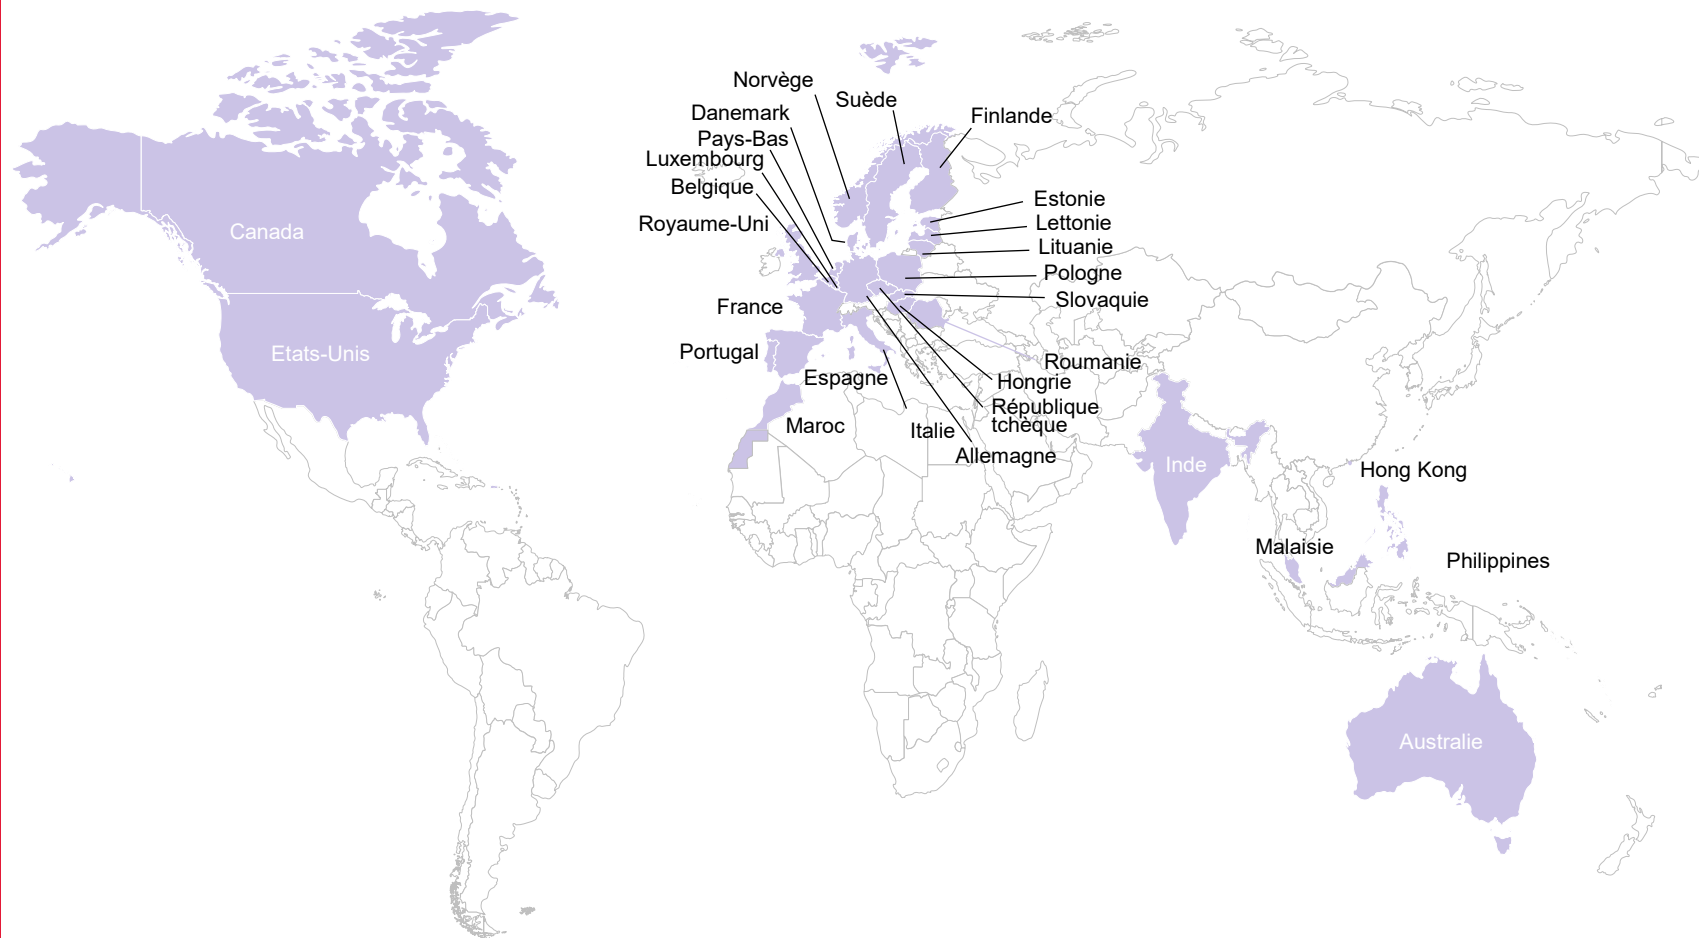 Norvège
Suède
Danemark
Finlande
Pays-Bas
Luxembourg
Belgique
Estonie
Royaume-Uni
Lettonie
Canada
Lituanie
Pologne
Slovaquie
France
Etats-Unis
Portugal
Roumanie
Espagne
Hongrie
République
tchèque
Maroc
Italie
Allemagne
Inde
Hong Kong
Malaisie
Philippines
Australie